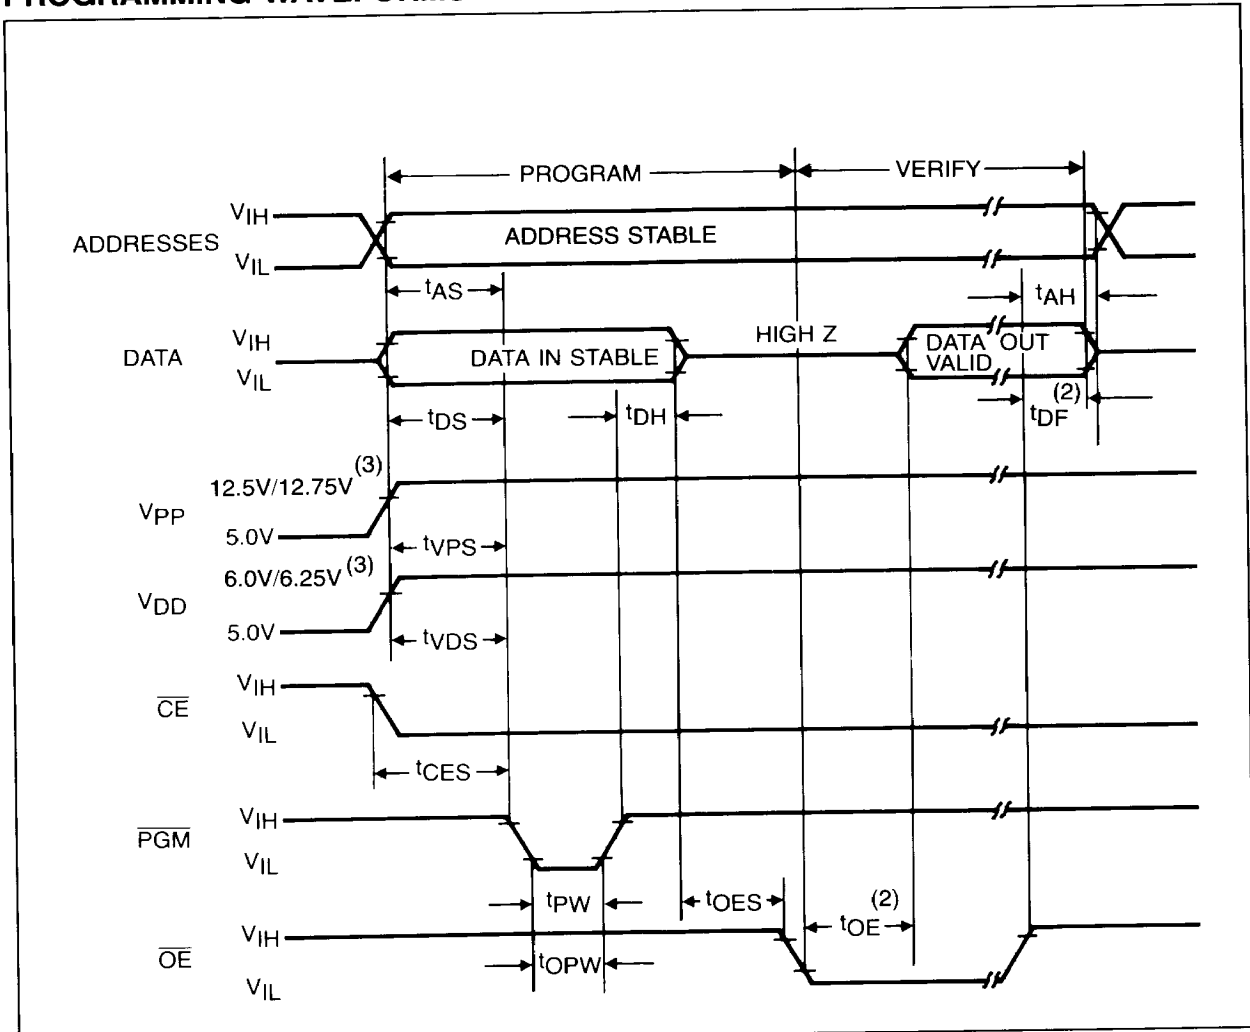 PROGRAM VERIFY
VIH
ADDRESSES ADDRESS STABLE
VIL
tAS tAH
VIH HIGH Z
DATA DATA IN STABLE DATA OUT
VIL VALID
tDS tDH tDF (2)
12.5V/12.75V (3)
VPP
5.0V tVPS
6.0V/6.25V (3)
VDD
5.0V tVDS
VIH
CE
VIL
tCES
VIH
PGM
VIL
tPW tOES tOE (2)
VIH
OE tOPW
VIL